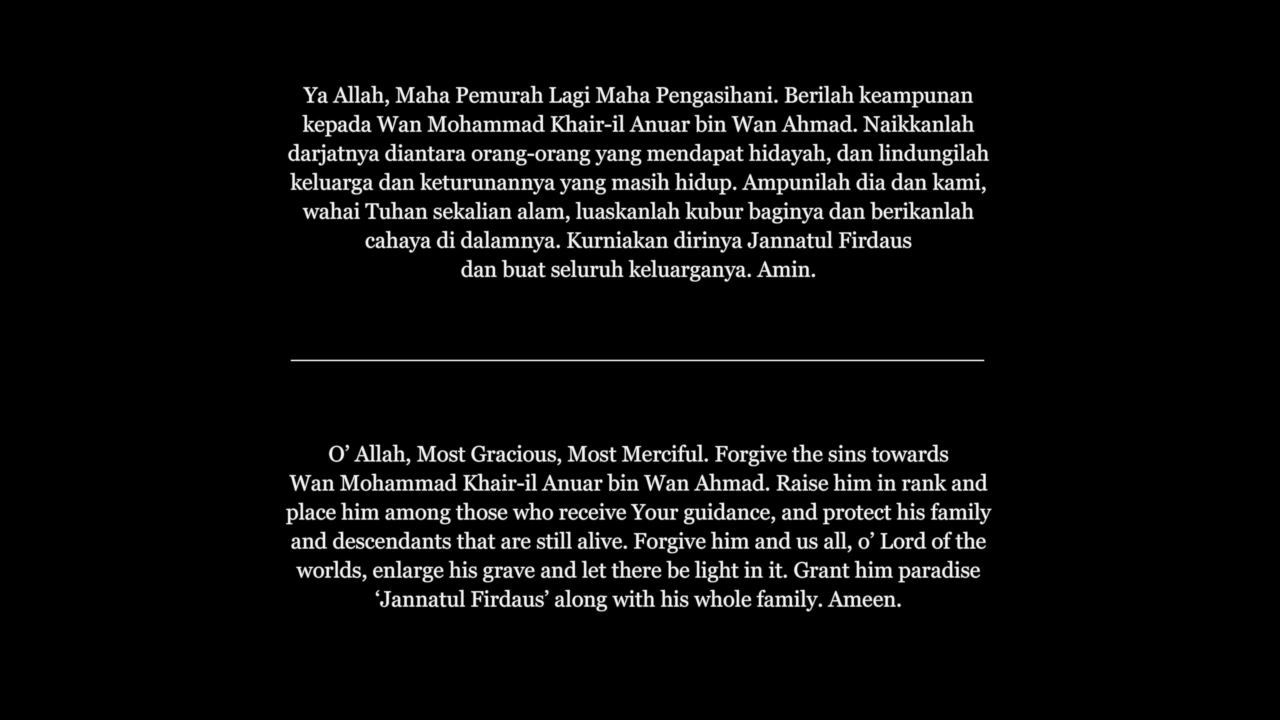 Ya Allah, Maha Pemurah Lagi Maha Pengasihani. Berilah keampunan
kepada Wan Mohammad Khair-il Anuar bin Wan Ahmad. Naikkanlah
darjatnya diantara orang-orang yang mendapat hidayah, dan lindungilah
keluarga dan keturunannya yang masih hidup. Ampunilah dia dan kami,
wahai Tuhan sekalian alam, luaskanlah kubur baginya dan berikanlah
cahaya di dalamnya. Kurniakan dirinya Jannatul Firdaus
dan buat seluruh keluarganya. Amin.
O’ Allah, Most Gracious, Most Merciful. Forgive the sins towards
Wan Mohammad Khair-il Anuar bin Wan Ahmad. Raise him in rank and
place him among those who receive Your guidance, and protect his family
and descendants that are still alive. Forgive him and us all, o’ Lord of the
worlds, enlarge his grave and let there be light in it. Grant him paradise
‘Jannatul Firdaus’ along with his whole family. Ameen.